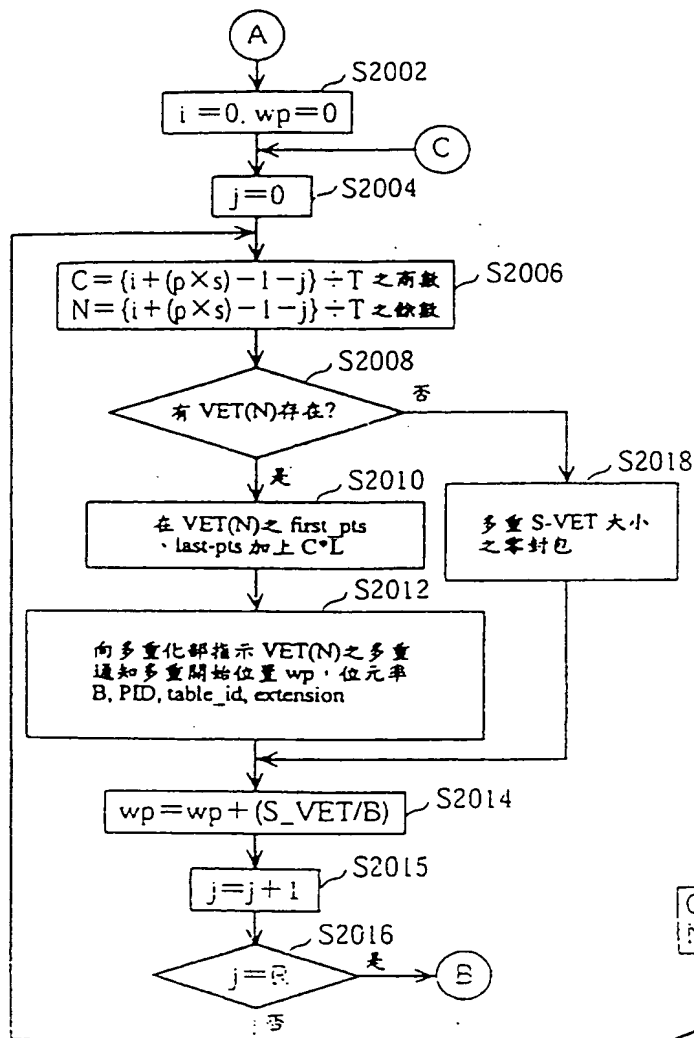 A
S2002
i=0, wp=0
C
j=0
S2004
C={i+(p×s)-1-j}÷T 之商數
N={i+(p×s)-1-j}÷T 之餘數
S2006
S2008
有 VET(N)存在?
否
是
S2010
S2018
在 VET(N)之 first_pts
、last-pts 加上 C*L
多重 S-VET 大小
之零封包
S2012
向多重化部指示 VET(N)之多重
通知多重開始位置 wp,位元率
B, PID, table_id, extension
wp=wp+(S_VET/B)
S2014
S2015
j=j+1
S2016
j=R
是
B
否